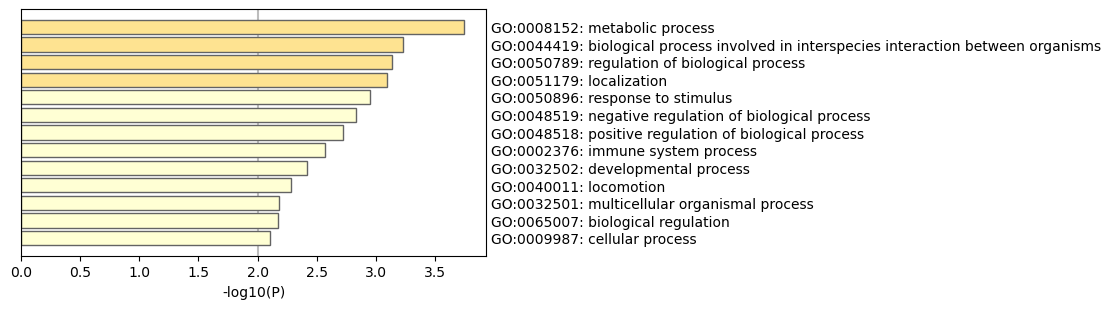 GO:0008152: metabolic process
GO:0044419: biological process involved in interspecies interaction between organisms
GO:0050789: regulation of biological process
GO:0051179: localization
GO:0050896: response to stimulus
GO:0048519: negative regulation of biological process
GO:0048518: positive regulation of biological process
GO:0002376: immune system process
GO:0032502: developmental process
GO:0040011: locomotion
GO:0032501: multicellular organismal process
GO:0065007: biological regulation
GO:0009987: cellular process
0.0 0.5 1.0 1.5 2.0 2.5 3.0 3.5
-log10(P)